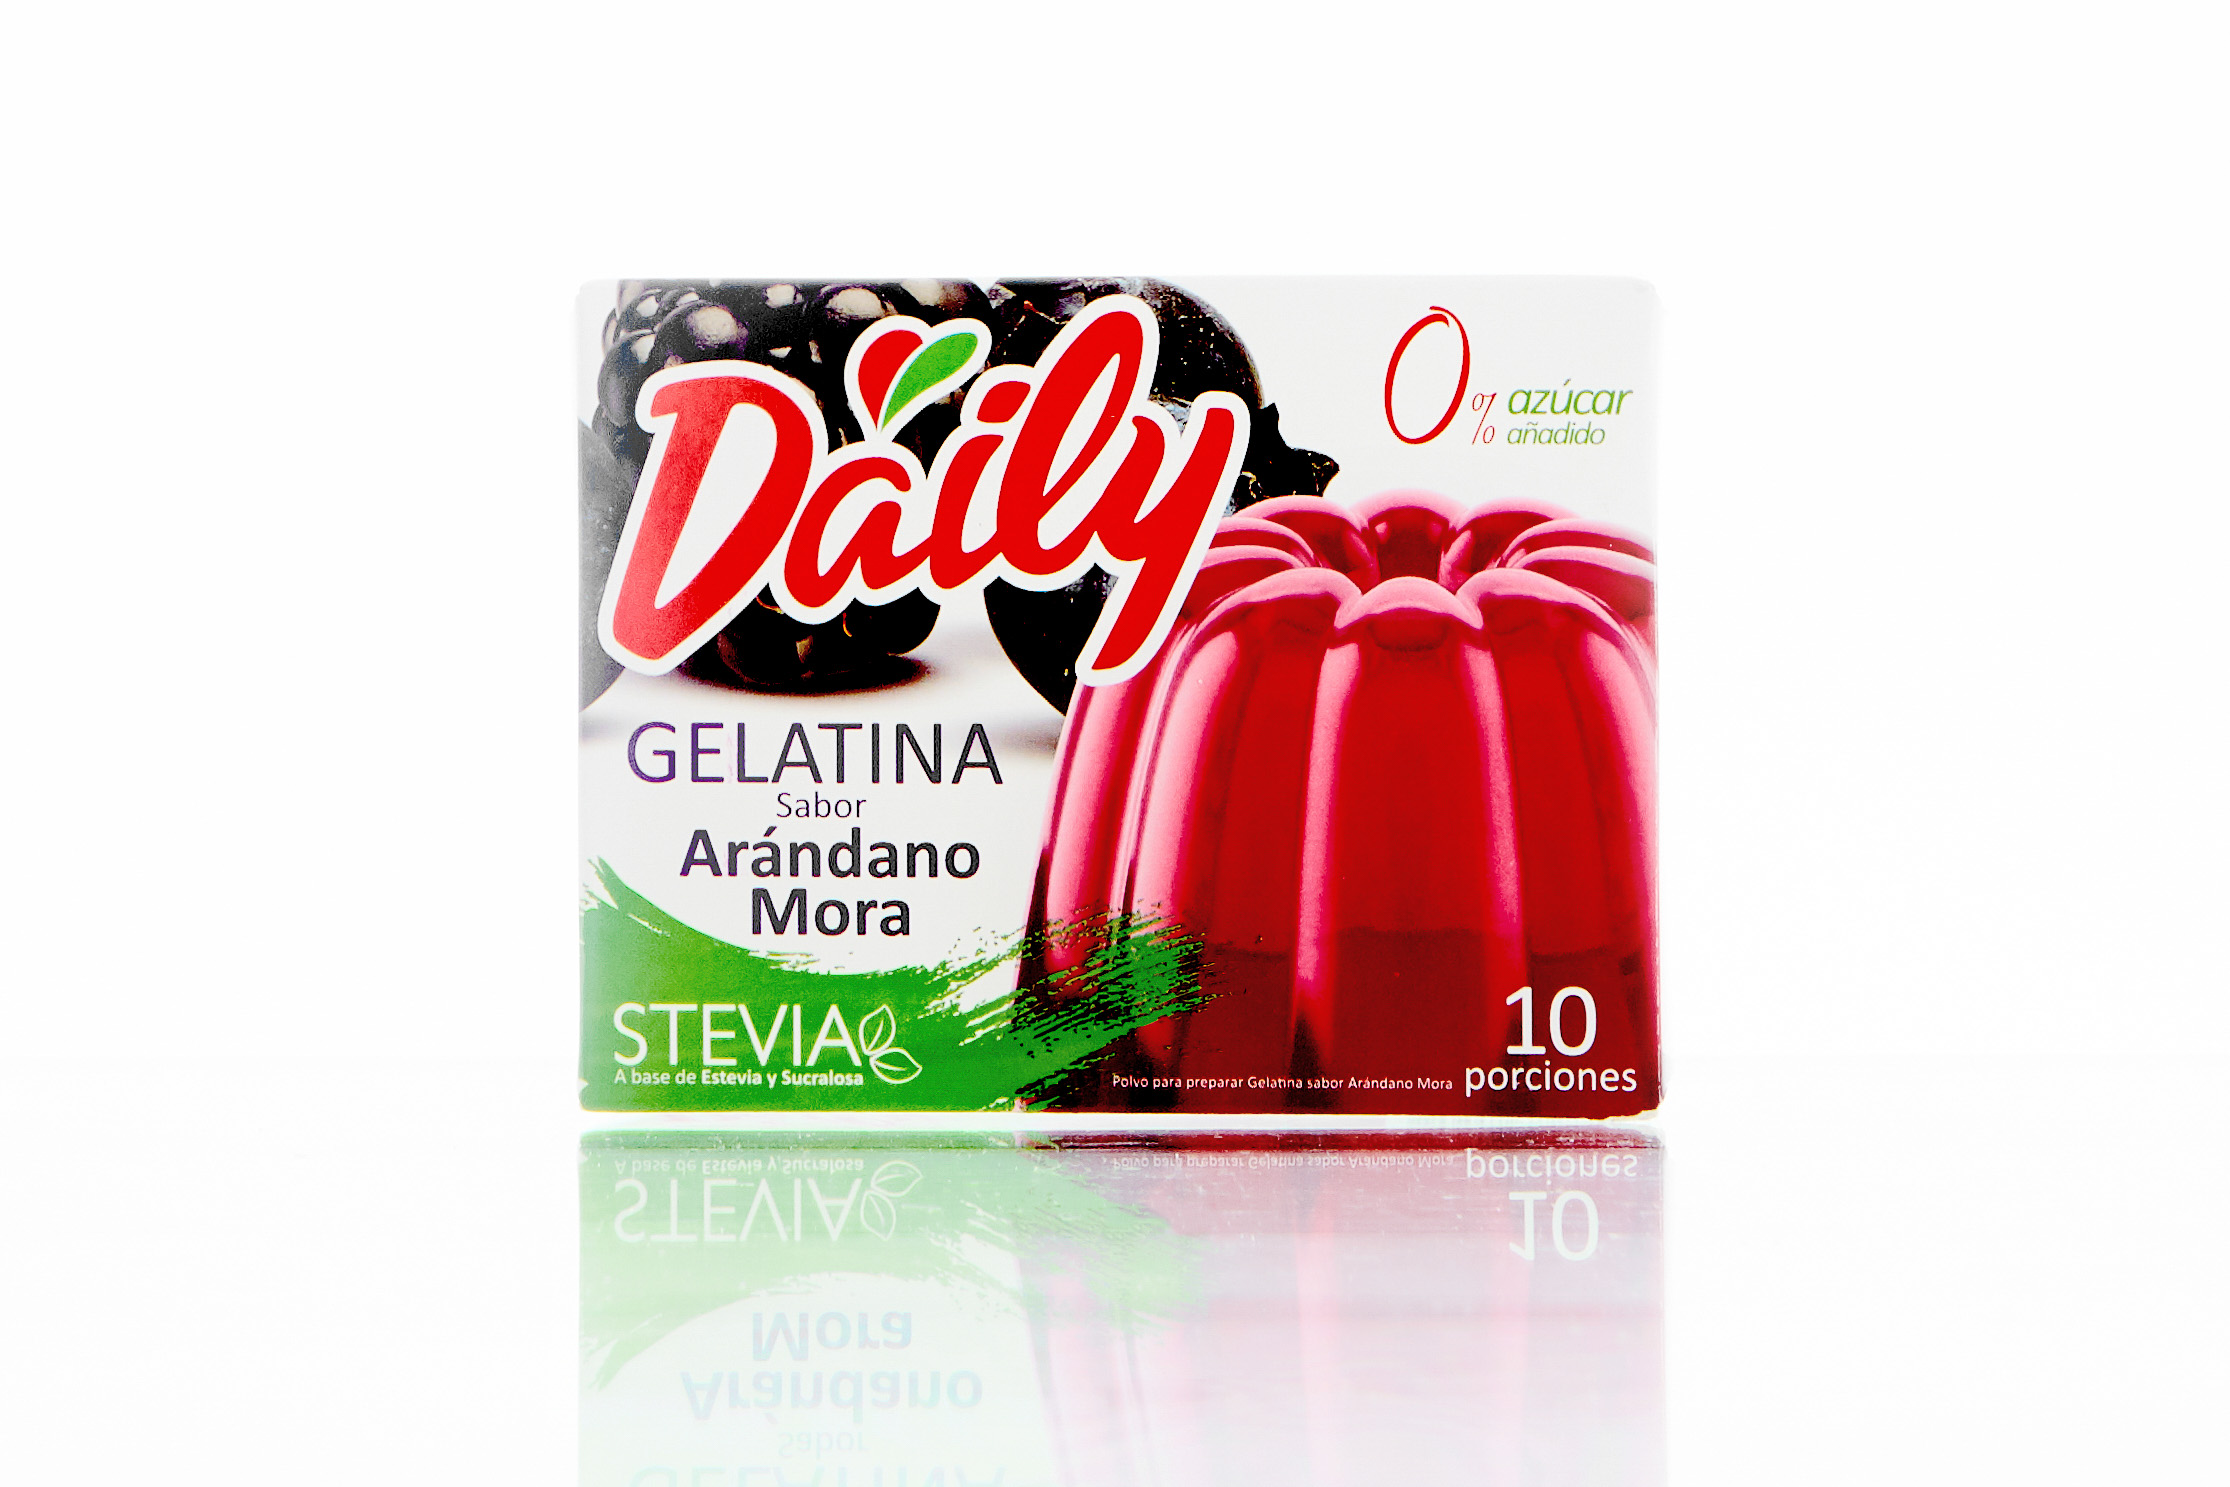 Daily
0% azúcar
añadido
GELATINA
Sabor
Arándano
Mora
STEVIA
A base de Estevia y Sucralosa
Polvo para preparar Gelatina sabor Arándano Mora
10
porciones